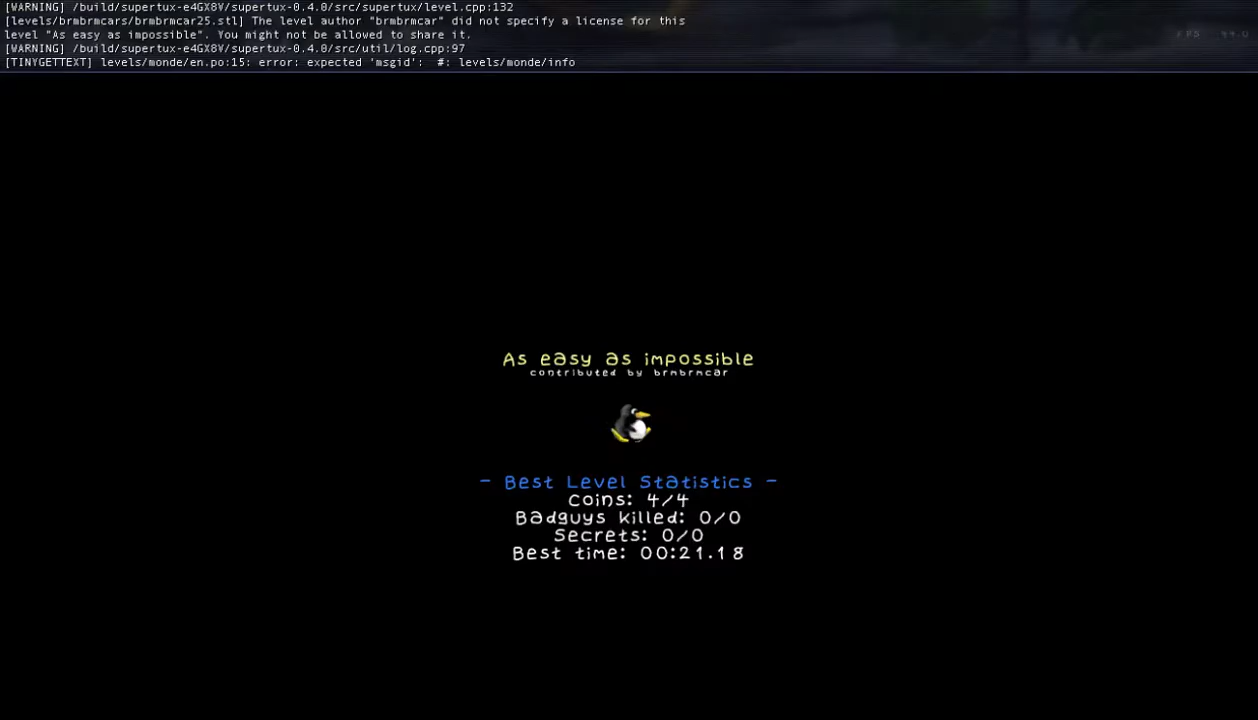 [WARNING] /build/supertux-e4GX8V/supertux-0.4.0/src/supertux/level.cpp:132
[levels/brmbrmcars/brmbrmcar25.stl] The level author "brmbrmcar" did not specify a license for this
level "As easy as impossible". You might not be allowed to share it.
[WARNING] /build/supertux-e4GX8V/supertux-0.4.0/src/util/log.cpp:97
FPS 99.0
[TINYGETTEXT] levels/monde/en.po:15: error: expected 'msgid':  #: levels/monde/info
As easy as impossible
contributed by brmbrmcar
- Best Level Statistics -
Coins: 4/4
Badguys killed: 0/0
Secrets: 0/0
Best time: 00:21.18